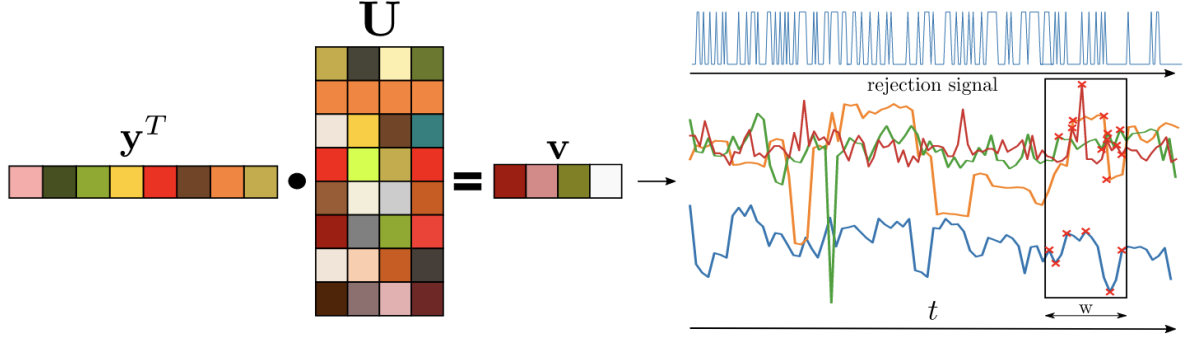 U
y^T
• = v
rejection signal
w
t